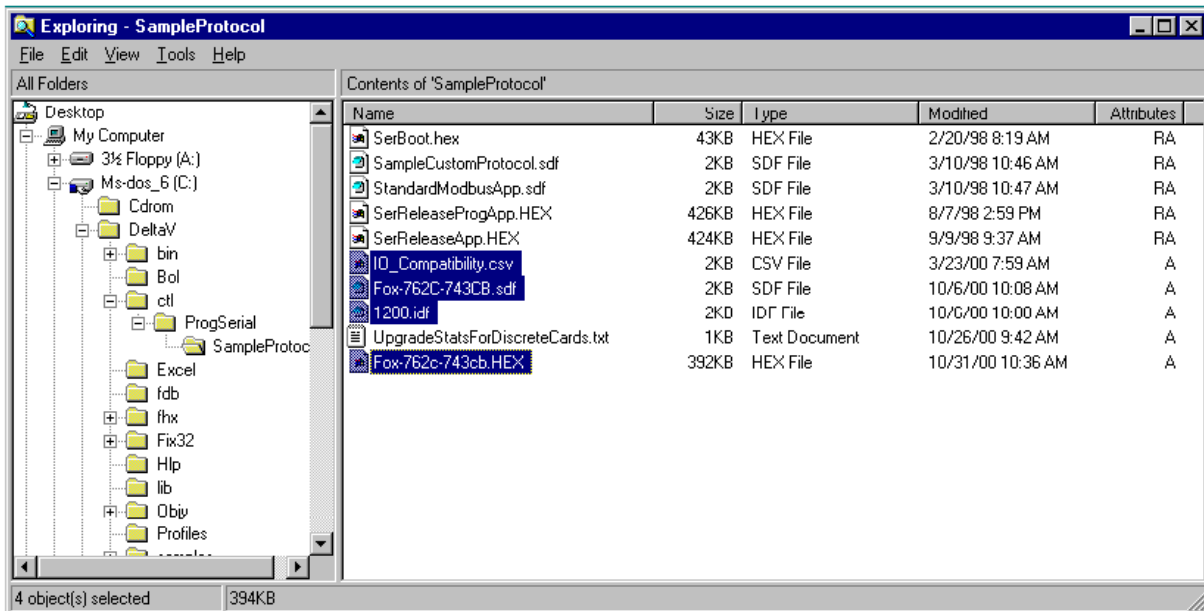 Exploring - SampleProtocol
File Edit View Tools Help
All Folders
Contents of 'SampleProtocol'
Desktop
My Computer
3½ Floppy (A:)
Ms-dos_6 (C:)
Cdrom
DeltaV
bin
Bol
ctl
ProgSerial
SampleProtoc
Excel
fdb
fhx
Fix32
Hlp
lib
Objy
Profiles
Name Size Type Modified Attributes
SerBoot.hex 43KB HEX File 2/20/98 8:19 AM RA
SampleCustomProtocol.sdf 2KB SDF File 3/10/98 10:46 AM RA
StandardModbusApp.sdf 2KB SDF File 3/10/98 10:47 AM RA
SerReleaseProgApp.HEX 426KB HEX File 8/7/98 2:59 PM RA
SerReleaseApp.HEX 424KB HEX File 9/9/98 9:37 AM RA
IO_Compatibility.csv 2KB CSV File 3/23/00 7:59 AM A
Fox-762C-743CB.sdf 2KB SDF File 10/6/00 10:08 AM A
1200.idf 2KB IDF File 10/6/00 10:00 AM A
UpgradeStatsForDiscreteCards.txt 1KB Text Document 10/26/00 9:42 AM A
Fox-762c-743cb.HEX 392KB HEX File 10/31/00 10:36 AM A
4 object(s) selected 394KB